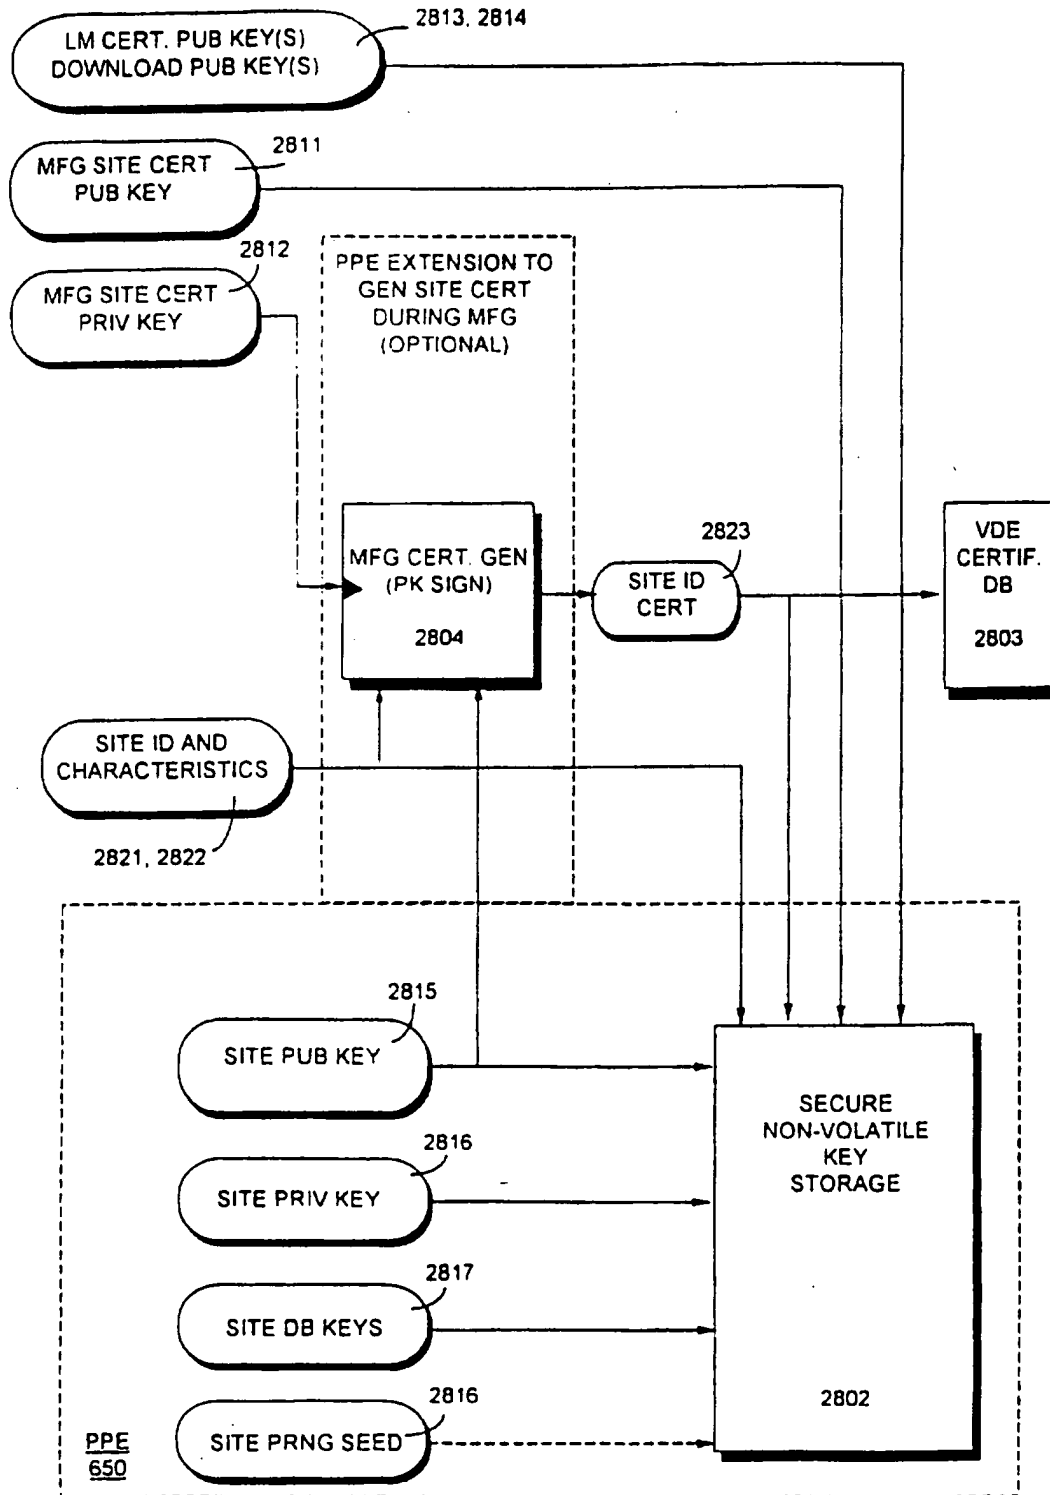 2813, 2814
LM CERT. PUB KEY(S)
DOWNLOAD PUB KEY(S)
2811
MFG SITE CERT
PUB KEY
2812
MFG SITE CERT
PRIV KEY
PPE EXTENSION TO
GEN SITE CERT
DURING MFG
(OPTIONAL)
MFG CERT. GEN
(PK SIGN)
2804
2823
SITE ID
CERT
VDE
CERTIF.
DB
2803
SITE ID AND
CHARACTERISTICS
2821, 2822
2815
SITE PUB KEY
2816
SITE PRIV KEY
2817
SITE DB KEYS
2816
SITE PRNG SEED
SECURE
NON-VOLATILE
KEY
STORAGE
2802
PPE
650